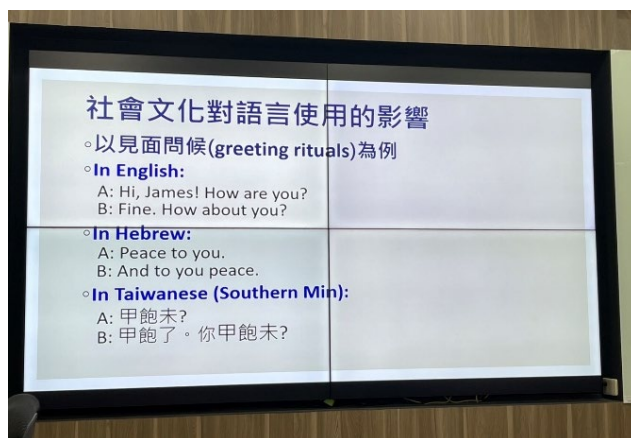 社會文化對語言使用的影響
◦以見面問候(greeting rituals)為例
◦In English:
A: Hi, James! How are you?
B: Fine. How about you?
◦In Hebrew:
A: Peace to you.
B: And to you peace.
◦In Taiwanese (Southern Min):
A: 甲飽未?
B: 甲飽了。你甲飽未?